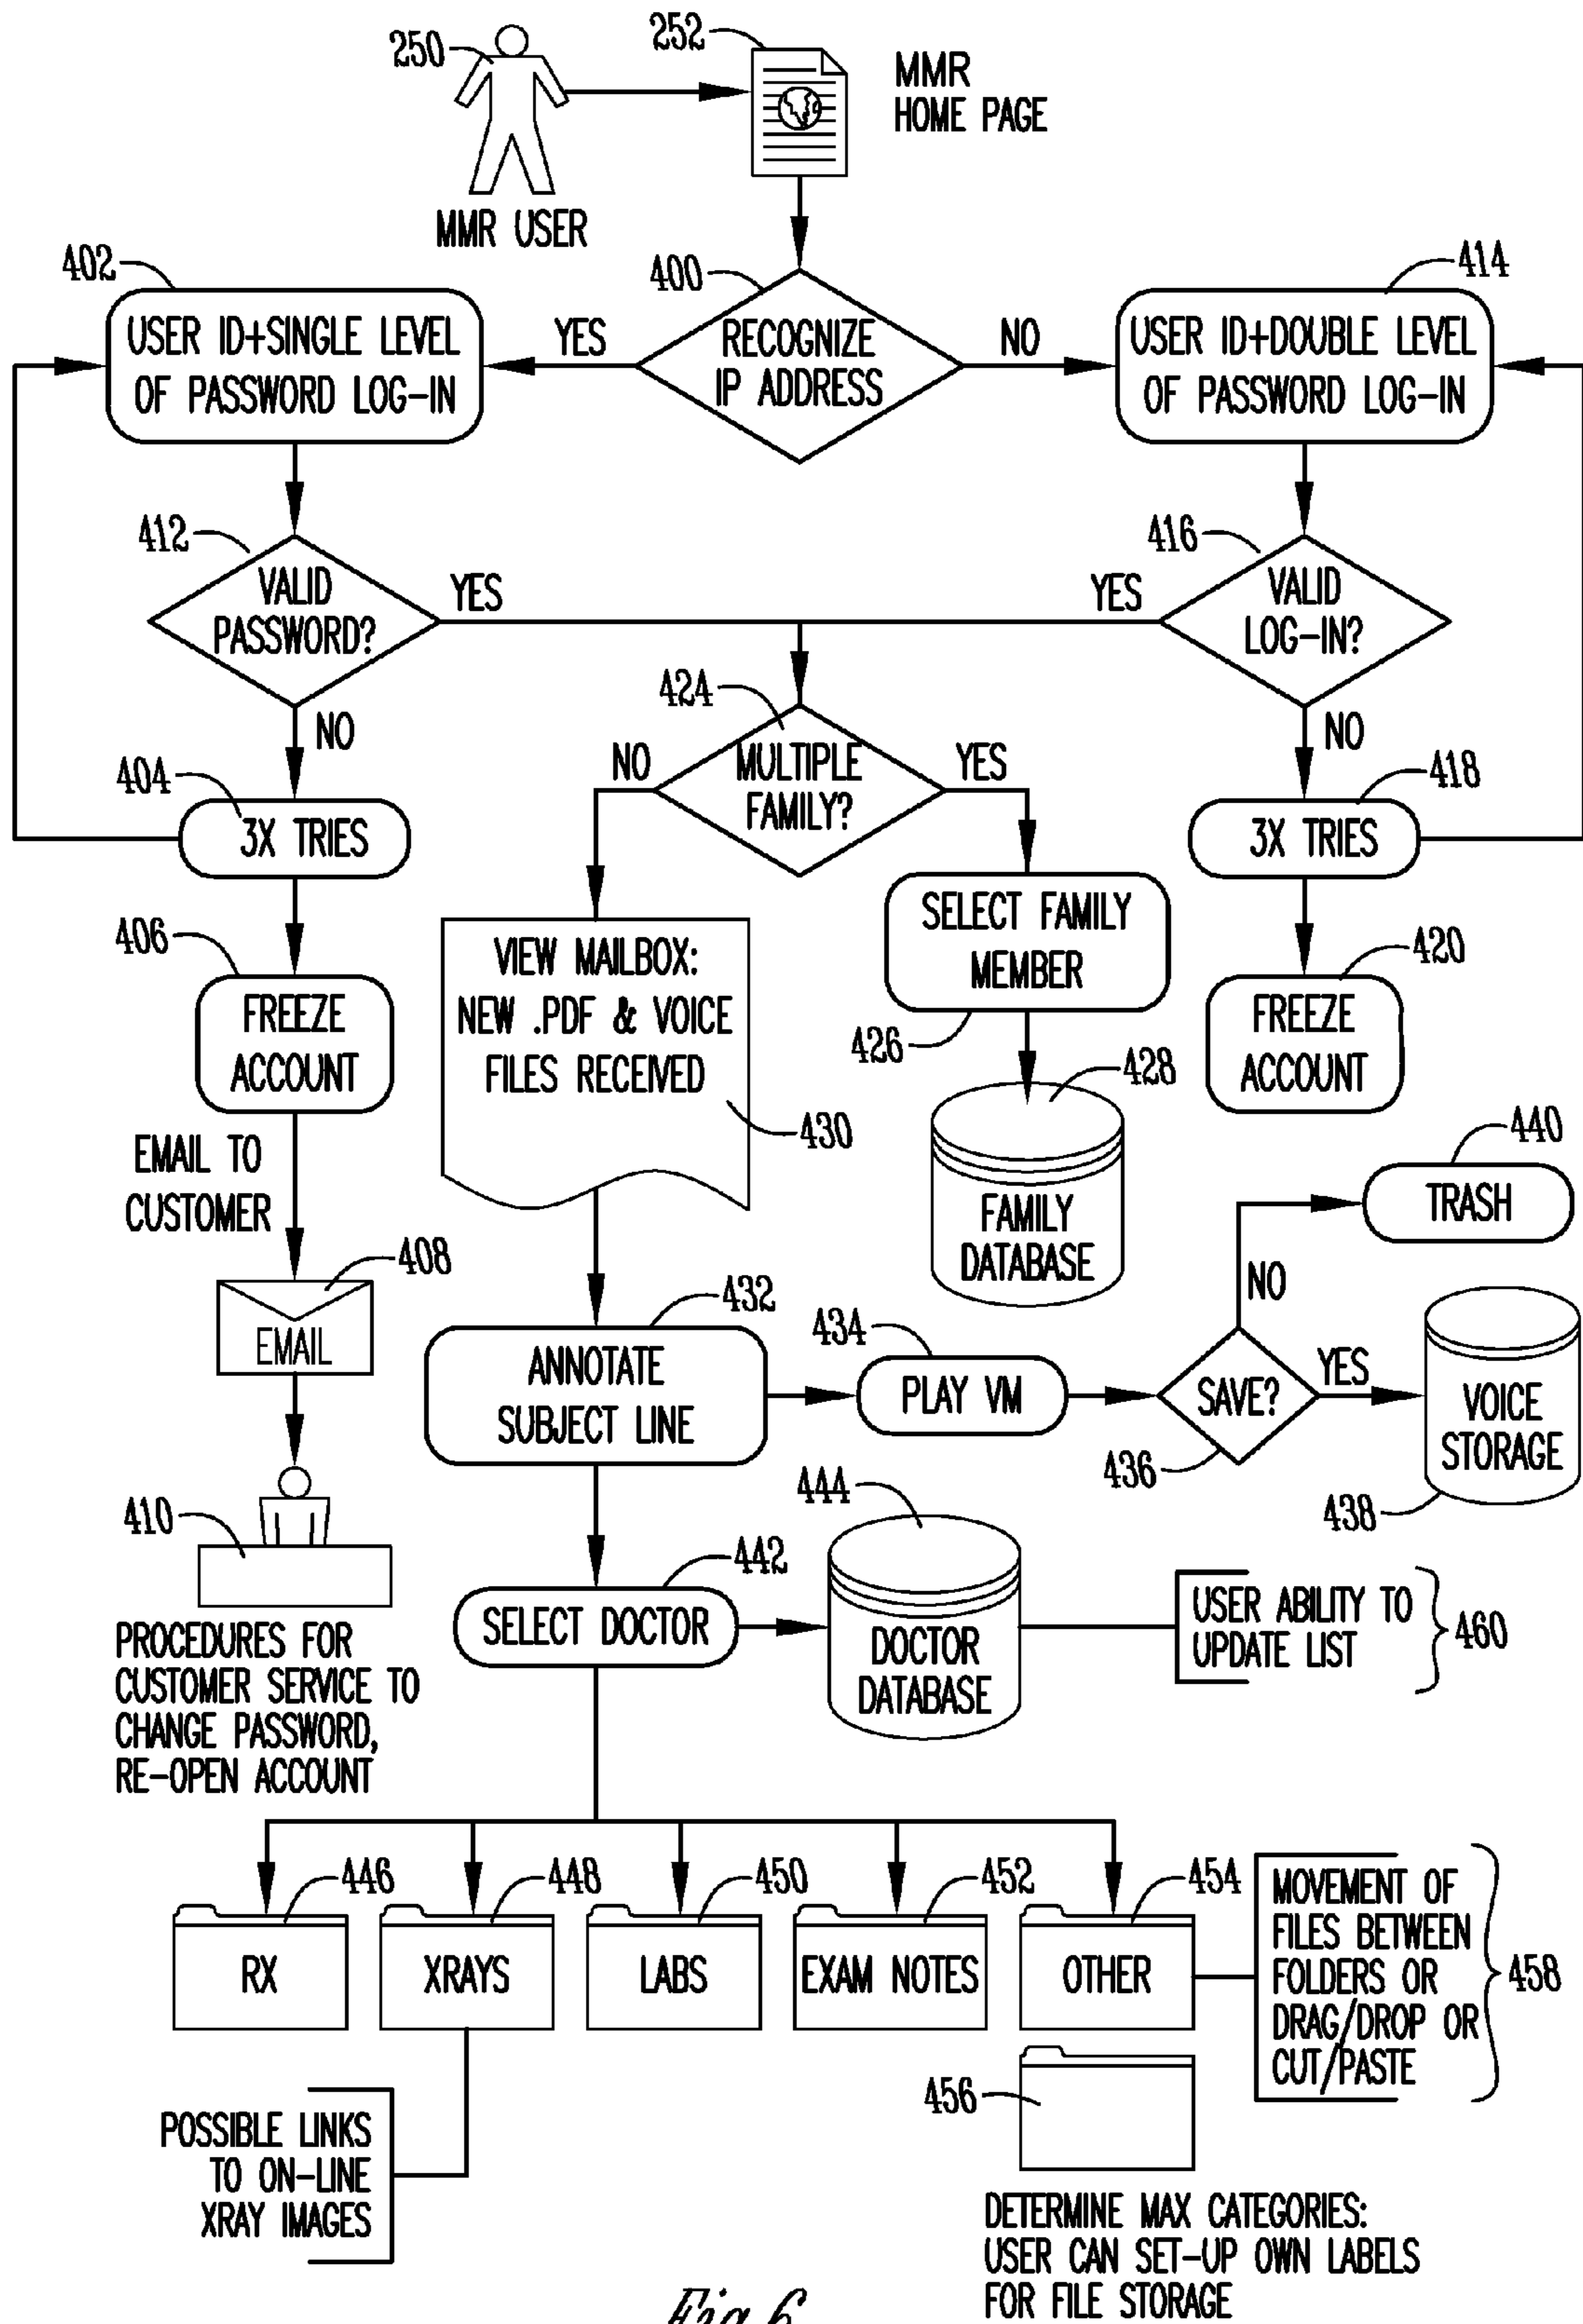 250
252
MMR
HOME PAGE
MMR USER
402
400
414
USER ID+SINGLE LEVEL
OF PASSWORD LOG-IN
YES
RECOGNIZE
IP ADDRESS
NO
USER ID+DOUBLE LEVEL
OF PASSWORD LOG-IN
412
416
VALID
PASSWORD?
YES
YES
VALID
LOG-IN?
424
NO
NO
MULTIPLE
FAMILY?
NO
YES
404
3X TRIES
418
3X TRIES
406
FREEZE
ACCOUNT
VIEW MAILBOX:
NEW .PDF & VOICE
FILES RECEIVED
430
SELECT FAMILY
MEMBER
426
428
FAMILY
DATABASE
420
FREEZE
ACCOUNT
EMAIL TO
CUSTOMER
440
TRASH
408
EMAIL
432
ANNOTATE
SUBJECT LINE
434
PLAY VM
NO
SAVE?
YES
436
VOICE
STORAGE
438
410
444
442
SELECT DOCTOR
DOCTOR
DATABASE
USER ABILITY TO
UPDATE LIST
460
PROCEDURES FOR
CUSTOMER SERVICE TO
CHANGE PASSWORD,
RE-OPEN ACCOUNT
446
448
450
452
454
RX
XRAYS
LABS
EXAM NOTES
OTHER
MOVEMENT OF
FILES BETWEEN
FOLDERS OR
DRAG/DROP OR
CUT/PASTE
458
456
POSSIBLE LINKS
TO ON-LINE
XRAY IMAGES
DETERMINE MAX CATEGORIES:
USER CAN SET-UP OWN LABELS
FOR FILE STORAGE
Fig.6